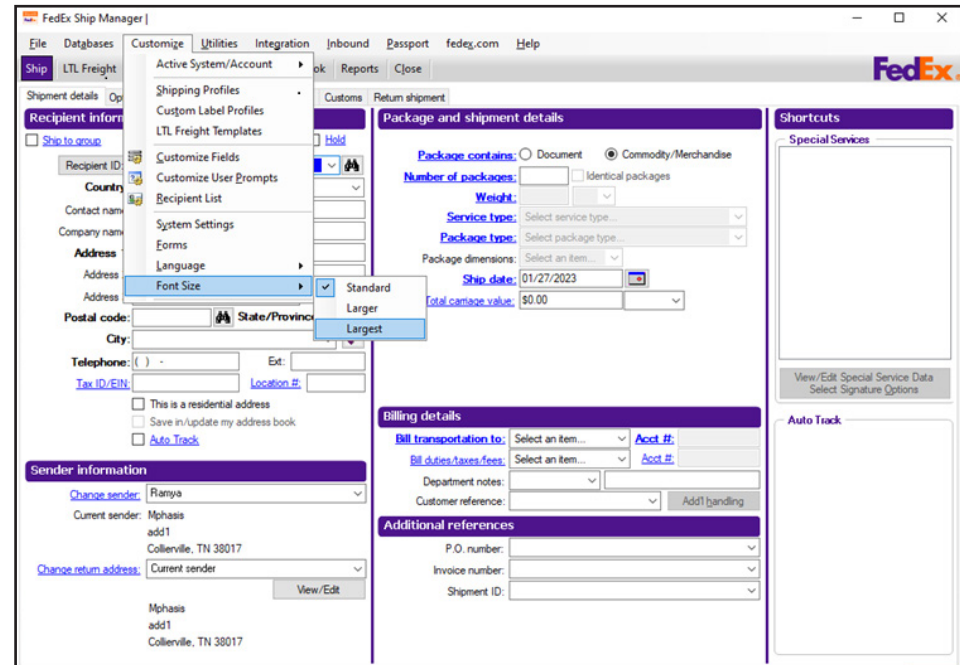 FedEx Ship Manager |
File Databases Customize Utilities Integration Inbound Passport fedex.com Help
Ship LTL Freight ok Reports Close
FedEx
Shipment details Op Customs Return shipment
Active System/Account
Shipping Profiles
Custom Label Profiles
LTL Freight Templates
Customize Fields
Customize User Prompts
Recipient List
System Settings
Forms
Language
Font Size
Standard
Larger
Largest
Recipient inform
Ship to group Hold
Recipient ID:
Country
Contact name
Company name
Address 1
Address
Address
Postal code: State/Province
City:
Telephone: ( ) - Ext:
Tax ID/EIN: Location #:
This is a residential address
Save in/update my address book
Auto Track
Sender information
Change sender: Ramya
Current sender: Mphasis
add1
Collierville, TN 38017
Change return address: Current sender
View/Edit
Mphasis
add1
Collierville, TN 38017
Package and shipment details
Package contains: Document Commodity/Merchandise
Number of packages: Identical packages
Weight:
Service type: Select service type...
Package type: Select package type...
Package dimensions: Select an item...
Ship date: 01/27/2023
Total carriage value: $0.00
Billing details
Bill transportation to: Select an item... Acct #:
Bill duties/taxes/fees: Select an item... Acct #:
Department notes:
Customer reference: Add'l handling
Additional references
P.O. number:
Invoice number:
Shipment ID:
Shortcuts
Special Services
View/Edit Special Service Data
Select Signature Options
Auto Track